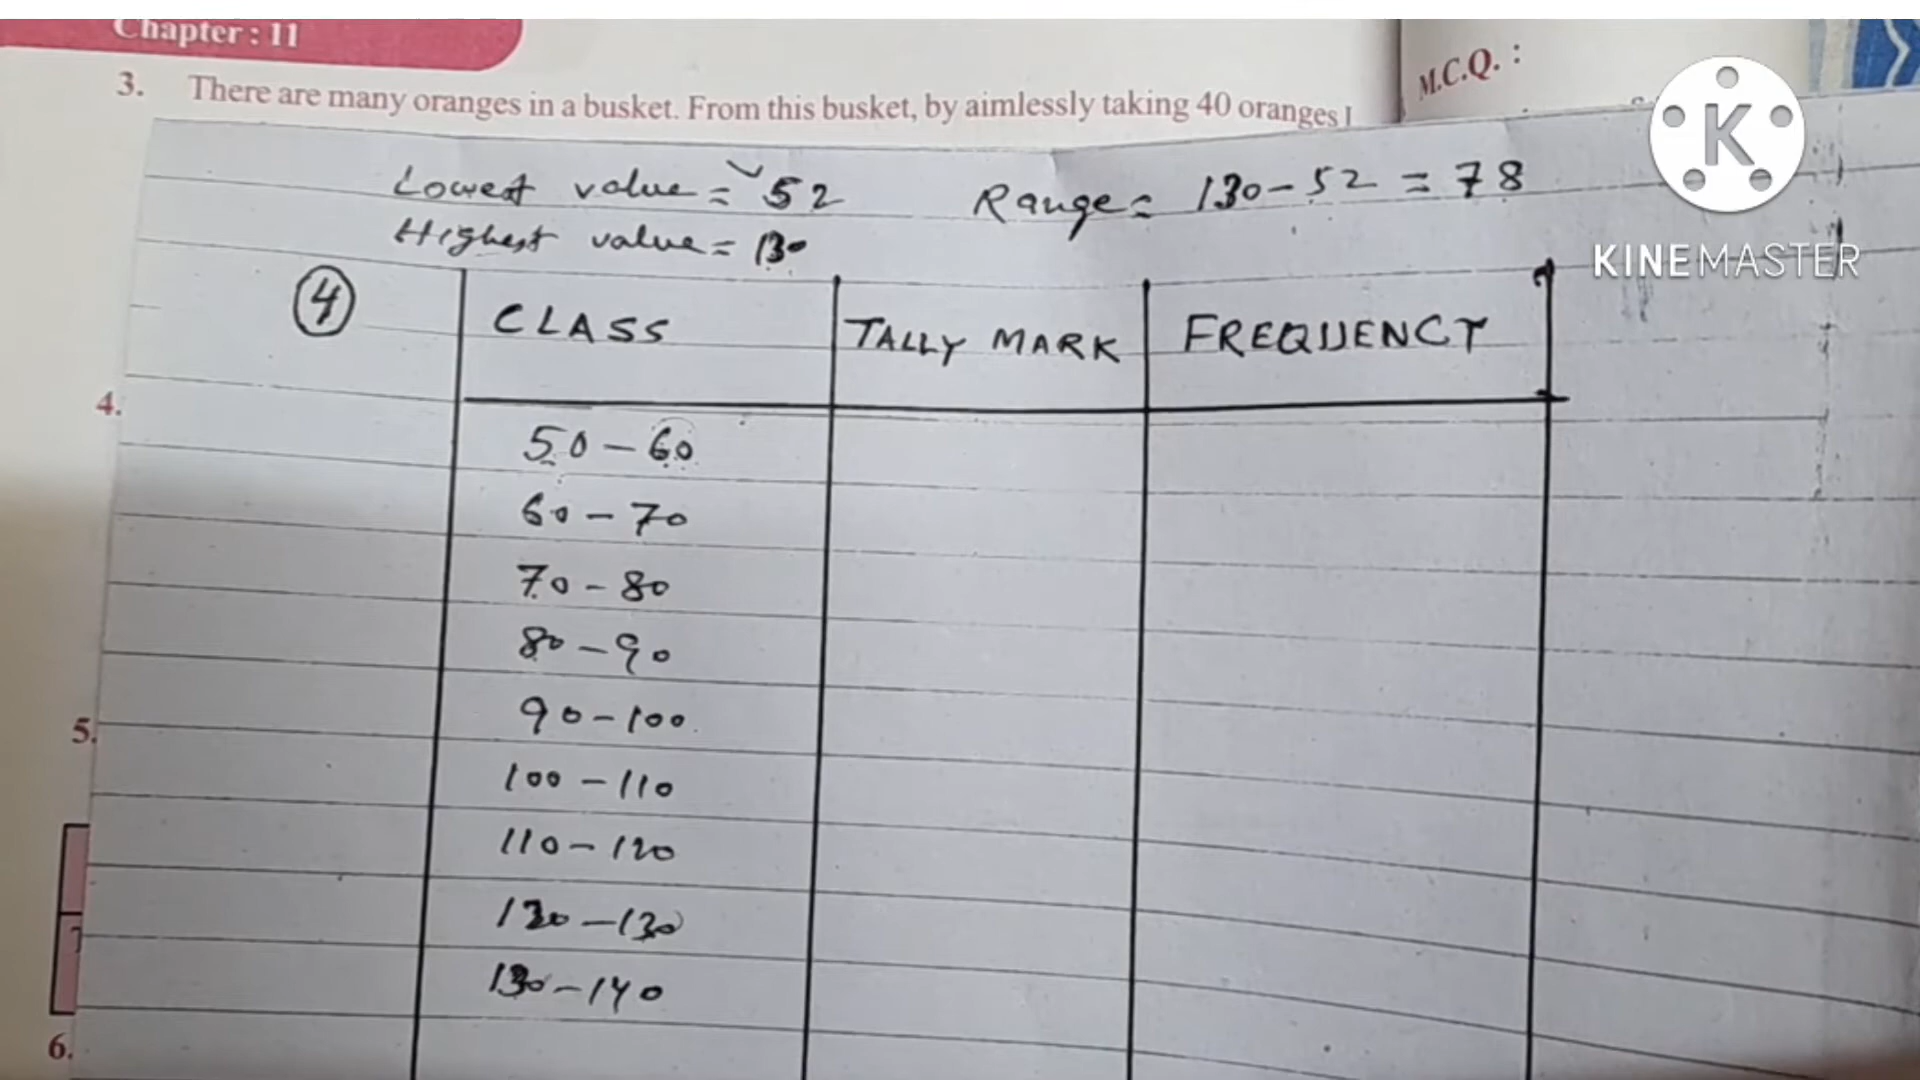 Chapter : 11
M.C.Q. :
3. There are many oranges in a busket. From this busket, by aimlessly taking 40 oranges I
K
KINEMASTER
Lowest value = 52
Range = 130-52 = 78
Highest value = 130
4
CLASS TALLY MARK FREQUENCY
4.
50-60
60-70
70-80
80-90
5.
90-100
100-110
110-120
120-130
130-140
6.